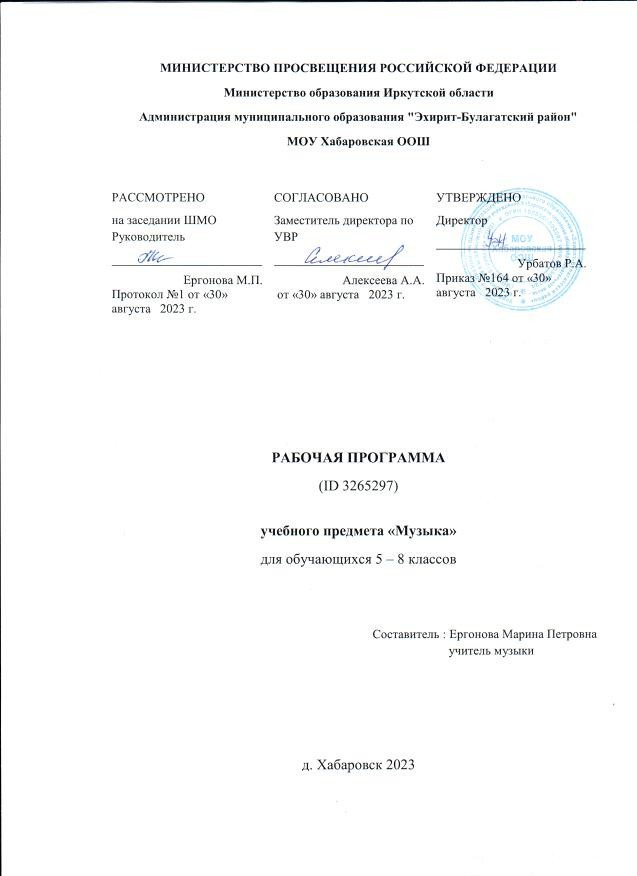 МИНИСТЕРСТВО ПРОСВЕЩЕНИЯ РОССИЙСКОЙ ФЕДЕРАЦИИ
Министерство образования Иркутской области
Администрация муниципального образования "Эхирит-Булагатский район"
МОУ Хабаровская ООШ
РАССМОТРЕНО
на заседании ШМО
Руководитель
Ергонова М.П.
Протокол №1 от «30»
августа 2023 г.
СОГЛАСОВАНО
Заместитель директора по
УВР
Алексеева А.А.
от «30» августа 2023 г.
УТВЕРЖДЕНО
Директор
МОУ
Хабаровская
ООШ
Урбатов Р.А.
Приказ №164 от «30»
августа 2023 г.
РАБОЧАЯ ПРОГРАММА
(ID 3265297)
учебного предмета «Музыка»
для обучающихся 5 – 8 классов
Составитель : Ергонова Марина Петровна
учитель музыки
д. Хабаровск 2023